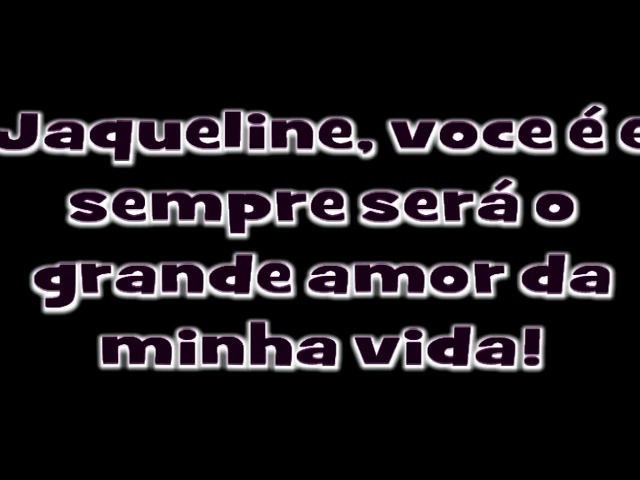 Jaqueline, voce é e
sempre será o
grande amor da
minha vida!